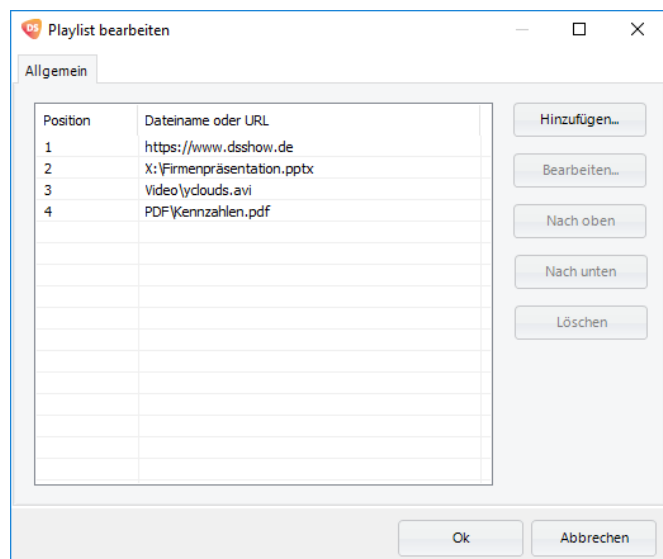 DS Playlist bearbeiten
Allgemein
Position Dateiname oder URL
1 https://www.dsshow.de
2 X:\Firmenpräsentation.pptx
3 Video\yclouds.avi
4 PDF\Kennzahlen.pdf
Hinzufügen...
Bearbeiten...
Nach oben
Nach unten
Löschen
Ok Abbrechen